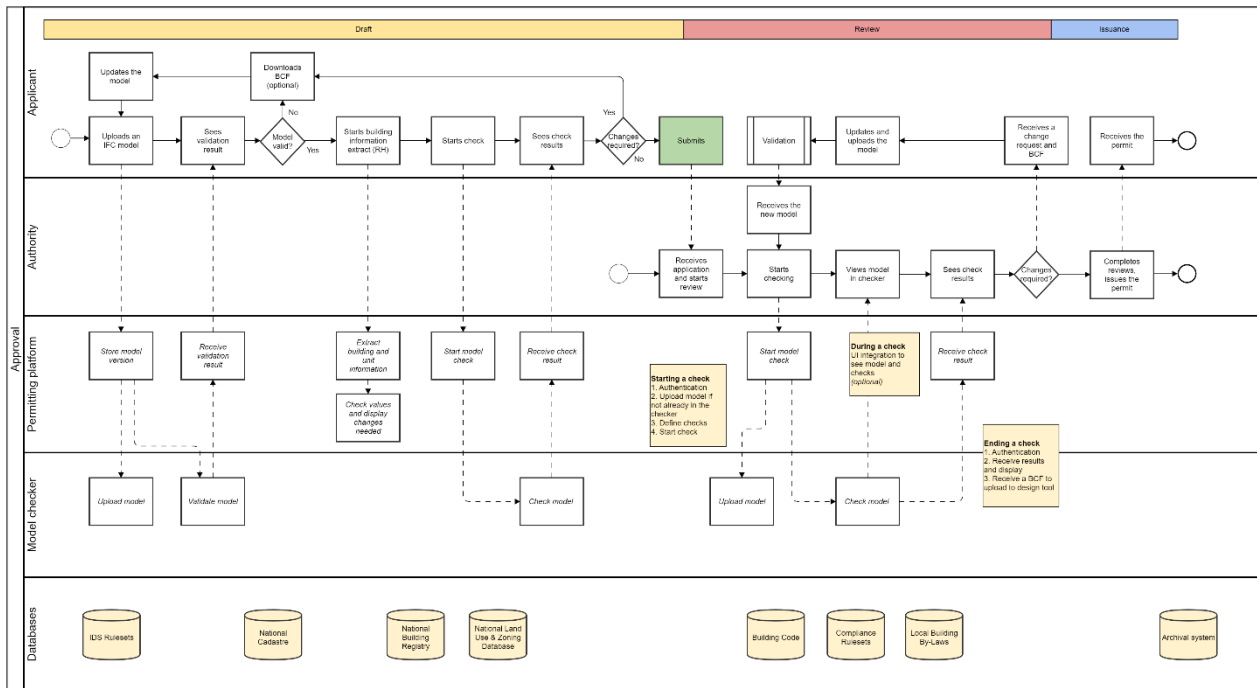 Approval
Draft
Review
Issuance
Applicant
Updates the
model
Downloads
BCF
(optional)
No
Yes
Uploads an
IFC model
Sees
validation
result
Model
valid?
Yes
Starts building
information
extract (RH)
Starts check
Sees check
results
Changes
required?
No
Submits
Validation
Updates and
uploads the
model
Receives a
change
request and
BCF
Receives the
permit
Authority
Receives the
new model
Receives
application
and starts
review
Starts
checking
Views model
in checker
Sees check
results
Changes
required?
Completes
reviews,
issues the
permit
Permitting platform
Store model
version
Receive
validation
result
Extract
building and
unit
information
Check values
and display
changes
needed
Start model
check
Receive check
result
Starting a check
1. Authentication
2. Upload model if
not already in the
checker
3. Define checks
4. Start check
Start model
check
During a check
UI integration to
see model and
checks
(optional)
Receive check
result
Ending a check
1. Authentication
2. Receive results
and display
3. Receive a BCF to
upload to design tool
Model checker
Upload model
Validate model
Check model
Upload model
Check model
Databases
IDS Rulesets
National
Cadastre
National
Building
Registry
National Land
Use & Zoning
Database
Building Code
Compliance
Rulesets
Local Building
By-Laws
Archival system